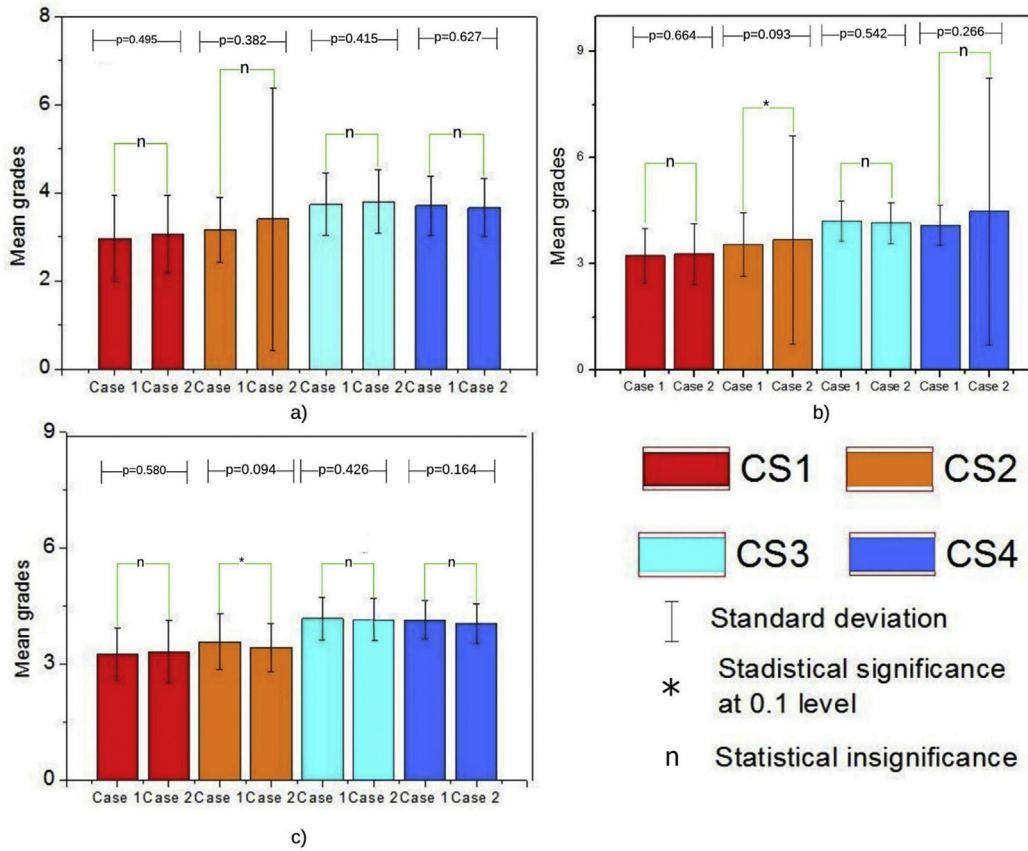 8
6
4
2
0
Mean grades
p=0.495
p=0.382
p=0.415
p=0.627
n
n
n
n
Case 1 Case 2 Case 1 Case 2 Case 1 Case 2 Case 1 Case 2
a)
9
6
3
0
Mean grades
p=0.664
p=0.093
p=0.542
p=0.266
n
*
n
n
Case 1 Case 2 Case 1 Case 2 Case 1 Case 2 Case 1 Case 2
b)
9
6
3
0
Mean grades
p=0.580
p=0.094
p=0.426
p=0.164
n
*
n
n
Case 1 Case 2 Case 1 Case 2 Case 1 Case 2 Case 1 Case 2
c)
CS1
CS2
CS3
CS4
Standard deviation
* Stadistical significance
at 0.1 level
n Statistical insignificance